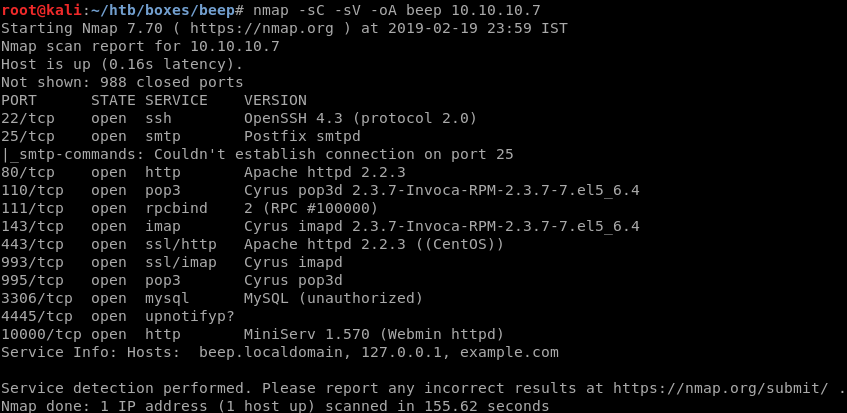 root@kali:~/htb/boxes/beep# nmap -sC -sV -oA beep 10.10.10.7
Starting Nmap 7.70 ( https://nmap.org ) at 2019-02-19 23:59 IST
Nmap scan report for 10.10.10.7
Host is up (0.16s latency).
Not shown: 988 closed ports
PORT      STATE SERVICE    VERSION
22/tcp    open  ssh        OpenSSH 4.3 (protocol 2.0)
25/tcp    open  smtp       Postfix smtpd
|_smtp-commands: Couldn't establish connection on port 25
80/tcp    open  http       Apache httpd 2.2.3
110/tcp   open  pop3       Cyrus pop3d 2.3.7-Invoca-RPM-2.3.7-7.el5_6.4
111/tcp   open  rpcbind    2 (RPC #100000)
143/tcp   open  imap       Cyrus imapd 2.3.7-Invoca-RPM-2.3.7-7.el5_6.4
443/tcp   open  ssl/http   Apache httpd 2.2.3 ((CentOS))
993/tcp   open  ssl/imap   Cyrus imapd
995/tcp   open  pop3       Cyrus pop3d
3306/tcp  open  mysql      MySQL (unauthorized)
4445/tcp  open  upnotifyp?
10000/tcp open  http       MiniServ 1.570 (Webmin httpd)
Service Info: Hosts:  beep.localdomain, 127.0.0.1, example.com

Service detection performed. Please report any incorrect results at https://nmap.org/submit/ .
Nmap done: 1 IP address (1 host up) scanned in 155.62 seconds